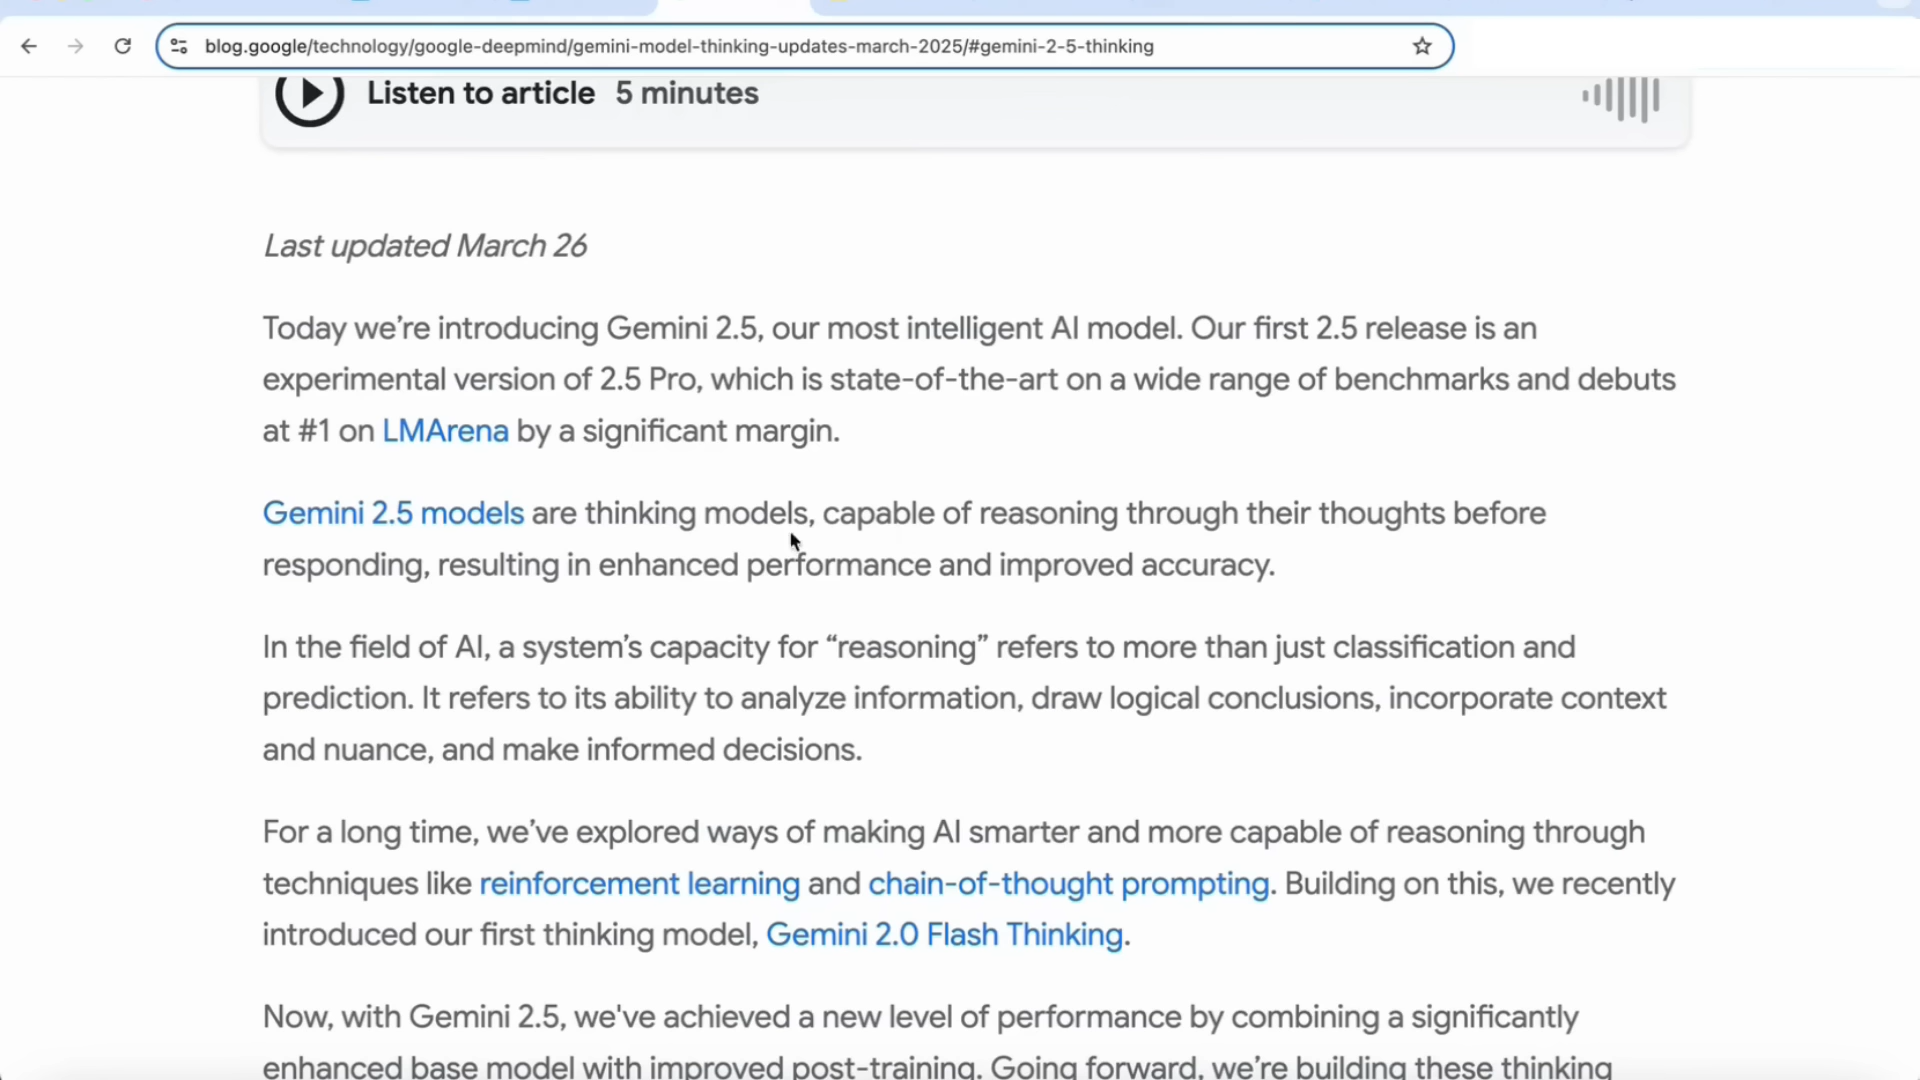 blog.google/technology/google-deepmind/gemini-model-thinking-updates-march-2025/#gemini-2-5-thinking
Listen to article 5 minutes
Last updated March 26
Today we’re introducing Gemini 2.5, our most intelligent AI model. Our first 2.5 release is an
experimental version of 2.5 Pro, which is state-of-the-art on a wide range of benchmarks and debuts
at #1 on LMArena by a significant margin.
Gemini 2.5 models are thinking models, capable of reasoning through their thoughts before
responding, resulting in enhanced performance and improved accuracy.
In the field of AI, a system’s capacity for “reasoning” refers to more than just classification and
prediction. It refers to its ability to analyze information, draw logical conclusions, incorporate context
and nuance, and make informed decisions.
For a long time, we’ve explored ways of making AI smarter and more capable of reasoning through
techniques like reinforcement learning and chain-of-thought prompting. Building on this, we recently
introduced our first thinking model, Gemini 2.0 Flash Thinking.
Now, with Gemini 2.5, we've achieved a new level of performance by combining a significantly
enhanced base model with improved post-training. Going forward, we’re building these thinking